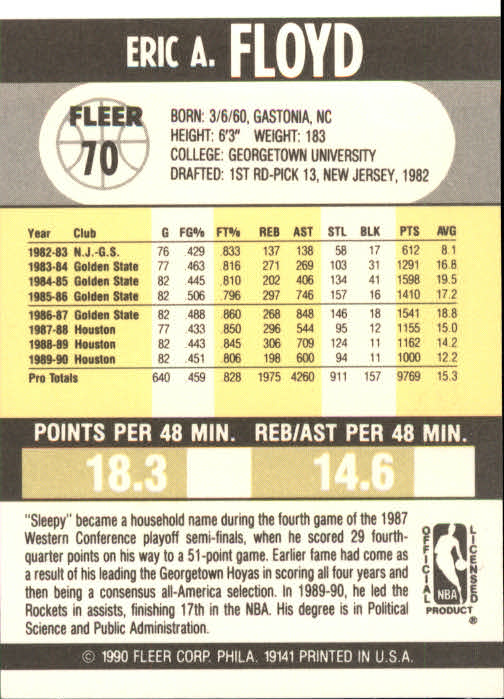 ERIC A. FLOYD
FLEER
70
BORN: 3/6/60, GASTONIA, NC
HEIGHT: 6'3" WEIGHT: 183
COLLEGE: GEORGETOWN UNIVERSITY
DRAFTED: 1ST RD-PICK 13, NEW JERSEY, 1982
Year Club G FG% FT% REB AST STL BLK PTS AVG
1982-83 N.J.-G.S. 76 .429 .833 137 138 58 17 612 8.1
1983-84 Golden State 77 .463 .816 271 269 103 31 1291 16.8
1984-85 Golden State 82 .445 .810 202 406 134 41 1598 19.5
1985-86 Golden State 82 .506 .796 297 746 157 16 1410 17.2
1986-87 Golden State 82 .488 .860 268 848 146 18 1541 18.8
1987-88 Houston 77 .433 .850 296 544 95 12 1155 15.0
1988-89 Houston 82 .443 .845 306 709 124 11 1162 14.2
1989-90 Houston 82 .451 .806 198 600 94 11 1000 12.2
Pro Totals 640 .459 .828 1975 4260 911 157 9769 15.3
POINTS PER 48 MIN. REB/AST PER 48 MIN.
18.3 14.6
"Sleepy" became a household name during the fourth game of the 1987
Western Conference playoff semi-finals, when he scored 29 fourth-
quarter points on his way to a 51-point game. Earlier fame had come as
a result of his leading the Georgetown Hoyas in scoring all four years and
then being a consensus all-America selection. In 1989-90, he led the
Rockets in assists, finishing 17th in the NBA. His degree is in Political
Science and Public Administration.
OFFICIAL
NBA
LICENSED
PRODUCT
®
© 1990 FLEER CORP. PHILA. 19141 PRINTED IN U.S.A.